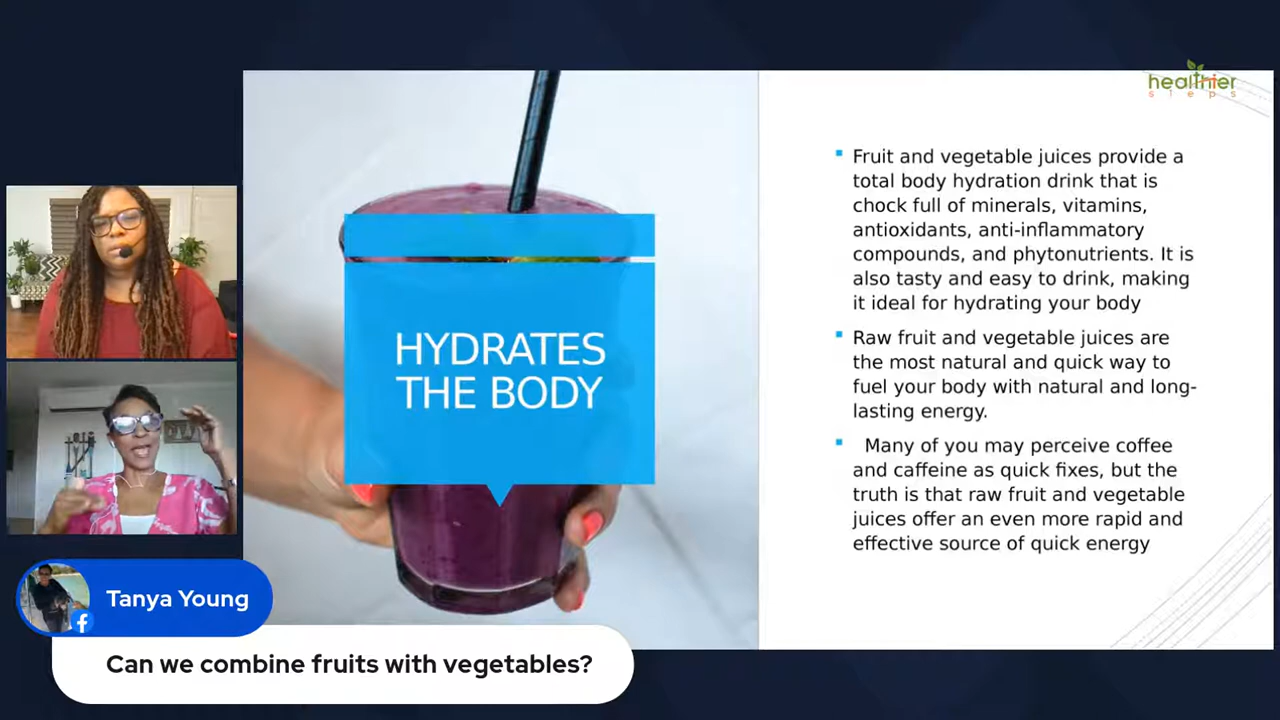 healthier
steps
HYDRATES
THE BODY
Fruit and vegetable juices provide a
total body hydration drink that is
chock full of minerals, vitamins,
antioxidants, anti-inflammatory
compounds, and phytonutrients. It is
also tasty and easy to drink, making
it ideal for hydrating your body
Raw fruit and vegetable juices are
the most natural and quick way to
fuel your body with natural and long-
lasting energy.
Many of you may perceive coffee
and caffeine as quick fixes, but the
truth is that raw fruit and vegetable
juices offer an even more rapid and
effective source of quick energy
Tanya Young
Can we combine fruits with vegetables?